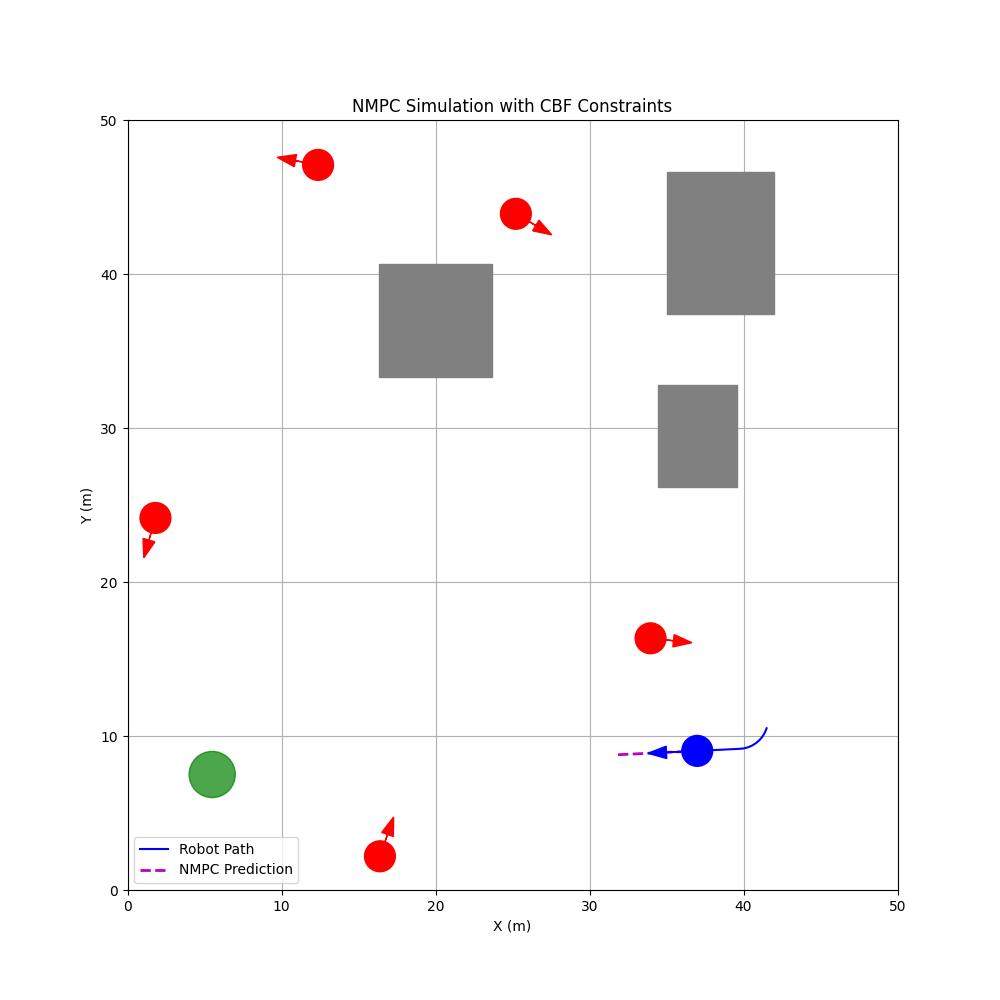 NMPC Simulation with CBF Constraints
50
40
30
20
10
0
Y (m)
Robot Path
NMPC Prediction
0 10 20 30 40 50
X (m)